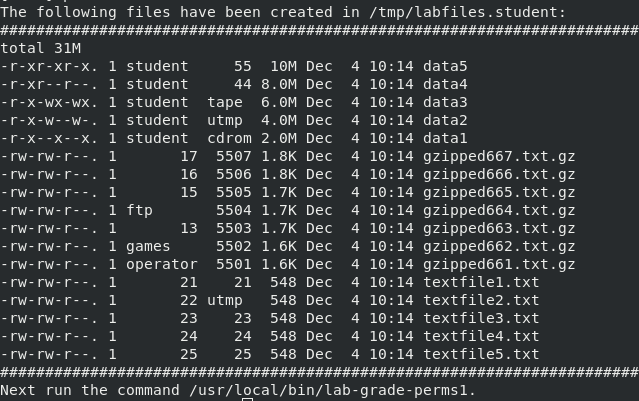 The following files have been created in /tmp/labfiles.student:
#######################################################################
total 31M
-r-xr-xr-x. 1 student     55  10M Dec  4 10:14 data5
-r-xr--r--. 1 student     44 8.0M Dec  4 10:14 data4
-r-x-wx-wx. 1 student  tape  6.0M Dec  4 10:14 data3
-r-x-w--w-. 1 student  utmp  4.0M Dec  4 10:14 data2
-r-x--x--x. 1 student  cdrom 2.0M Dec  4 10:14 data1
-rw-rw-r--. 1       17  5507 1.8K Dec  4 10:14 gzipped667.txt.gz
-rw-rw-r--. 1       16  5506 1.8K Dec  4 10:14 gzipped666.txt.gz
-rw-rw-r--. 1       15  5505 1.7K Dec  4 10:14 gzipped665.txt.gz
-rw-rw-r--. 1 ftp       5504 1.7K Dec  4 10:14 gzipped664.txt.gz
-rw-rw-r--. 1       13  5503 1.7K Dec  4 10:14 gzipped663.txt.gz
-rw-rw-r--. 1 games     5502 1.6K Dec  4 10:14 gzipped662.txt.gz
-rw-rw-r--. 1 operator  5501 1.6K Dec  4 10:14 gzipped661.txt.gz
-rw-rw-r--. 1       21    21  548 Dec  4 10:14 textfile1.txt
-rw-rw-r--. 1       22 utmp   548 Dec  4 10:14 textfile2.txt
-rw-rw-r--. 1       23    23  548 Dec  4 10:14 textfile3.txt
-rw-rw-r--. 1       24    24  548 Dec  4 10:14 textfile4.txt
-rw-rw-r--. 1       25    25  548 Dec  4 10:14 textfile5.txt
#######################################################################
Next run the command /usr/local/bin/lab-grade-perms1.